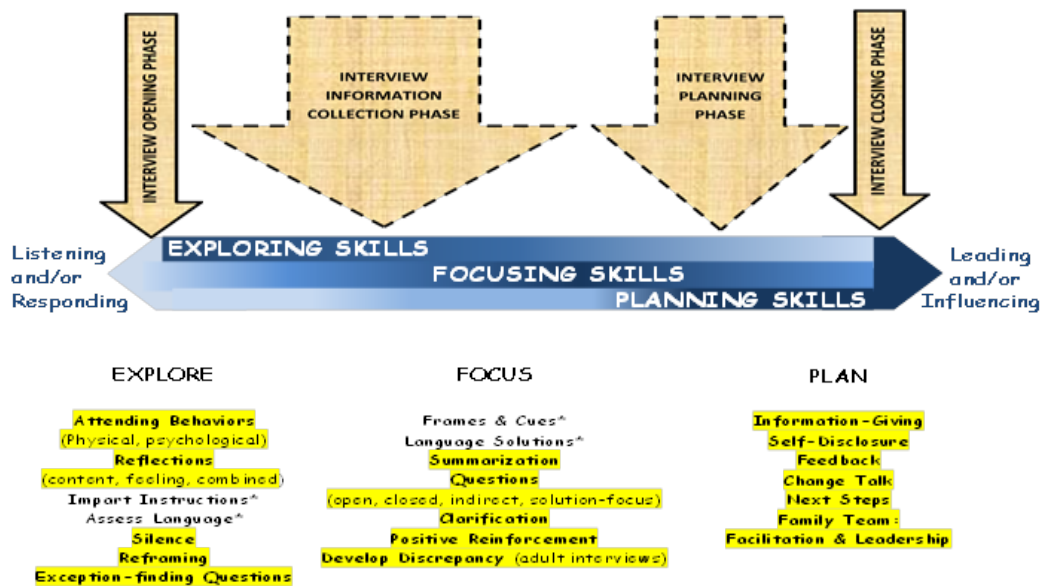 INTERVIEW OPENING PHASE
INTERVIEW
INFORMATION
COLLECTION PHASE
INTERVIEW
PLANNING
PHASE
INTERVIEW CLOSING PHASE
Listening
and/or
Responding
EXPLORING SKILLS
FOCUSING SKILLS
PLANNING SKILLS
Leading
and/or
Influencing
EXPLORE
Attending Behaviors
(Physical, psychological)
Reflections
(content, feeling, combined)
Impart Instructions*
Assess Language*
Silence
Reframing
Exception-finding Questions
FOCUS
Frames & Cues*
Language Solutions*
Summarization
Questions
(open, closed, indirect, solution-focus)
Clarification
Positive Reinforcement
Develop Discrepancy (adult interviews)
PLAN
Information-Giving
Self-Disclosure
Feedback
Change Talk
Next Steps
Family Team:
Facilitation & Leadership